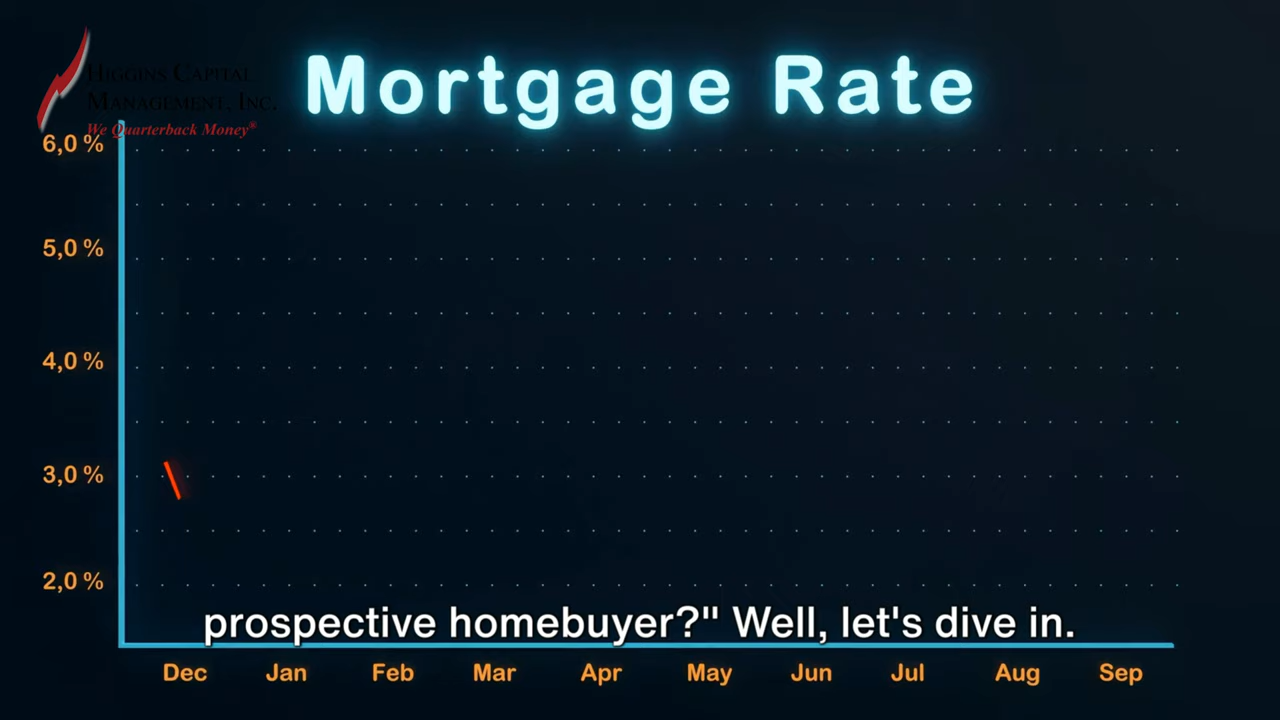 Higgins Capital
Management, Inc.
We Quarterback Money®
Mortgage Rate
6,0 %
5,0 %
4,0 %
3,0 %
2,0 %
prospective homebuyer?" Well, let's dive in.
Dec Jan Feb Mar Apr May Jun Jul Aug Sep